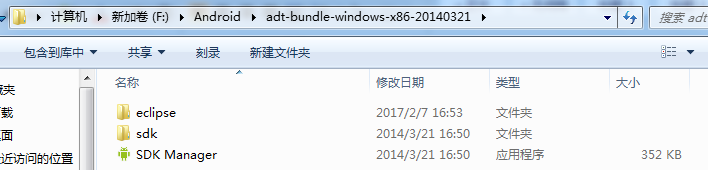 计算机 新加卷 (F:) Android adt-bundle-windows-x86-20140321 搜索 adt
包含到库中 共享 刻录 新建文件夹
名称 修改日期 类型 大小
藏夹
下载
桌面
近访问的位置
eclipse 2017/2/7 16:53 文件夹
sdk 2014/3/21 16:50 文件夹
SDK Manager 2014/3/21 16:50 应用程序 352 KB